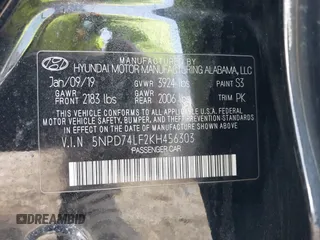 MANUFACTURED BY
HYUNDAI MOTOR MANUFACTURING ALABAMA, LLC
Jan/09/19 GVWR 3924 lbs PAINT S3
GAWR FRONT 2183 lbs GAWR REAR 2006 lbs TRIM PK
THIS VEHICLE CONFORMS TO ALL APPLICABLE FEDERAL
MOTOR VEHICLE SAFETY, BUMPER, AND THEFT PREVENTION
STANDARDS IN EFFECT ON THE DATE OF MANUFACTURE
SHOWN ABOVE.
V.I.N 5NPD74LF2KH456303
PASSENGER CAR
DREAMBID